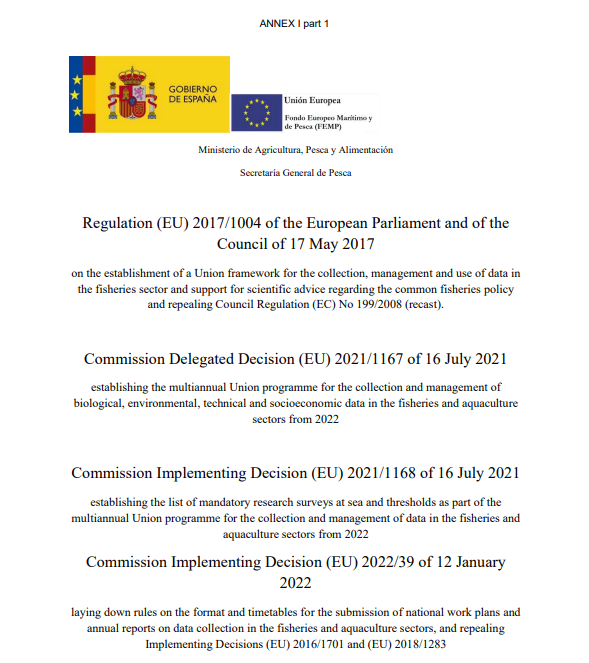 ANNEX I part 1
GOBIERNO
DE ESPAÑA
Unión Europea
Fondo Europeo Marítimo y
de Pesca (FEMP)
Ministerio de Agricultura, Pesca y Alimentación
Secretaría General de Pesca
Regulation (EU) 2017/1004 of the European Parliament and of the
Council of 17 May 2017
on the establishment of a Union framework for the collection, management and use of data in
the fisheries sector and support for scientific advice regarding the common fisheries policy
and repealing Council Regulation (EC) No 199/2008 (recast).
Commission Delegated Decision (EU) 2021/1167 of 16 July 2021
establishing the multiannual Union programme for the collection and management of
biological, environmental, technical and socioeconomic data in the fisheries and aquaculture
sectors from 2022
Commission Implementing Decision (EU) 2021/1168 of 16 July 2021
establishing the list of mandatory research surveys at sea and thresholds as part of the
multiannual Union programme for the collection and management of data in the fisheries and
aquaculture sectors from 2022
Commission Implementing Decision (EU) 2022/39 of 12 January
2022
laying down rules on the format and timetables for the submission of national work plans and
annual reports on data collection in the fisheries and aquaculture sectors, and repealing
Implementing Decisions (EU) 2016/1701 and (EU) 2018/1283